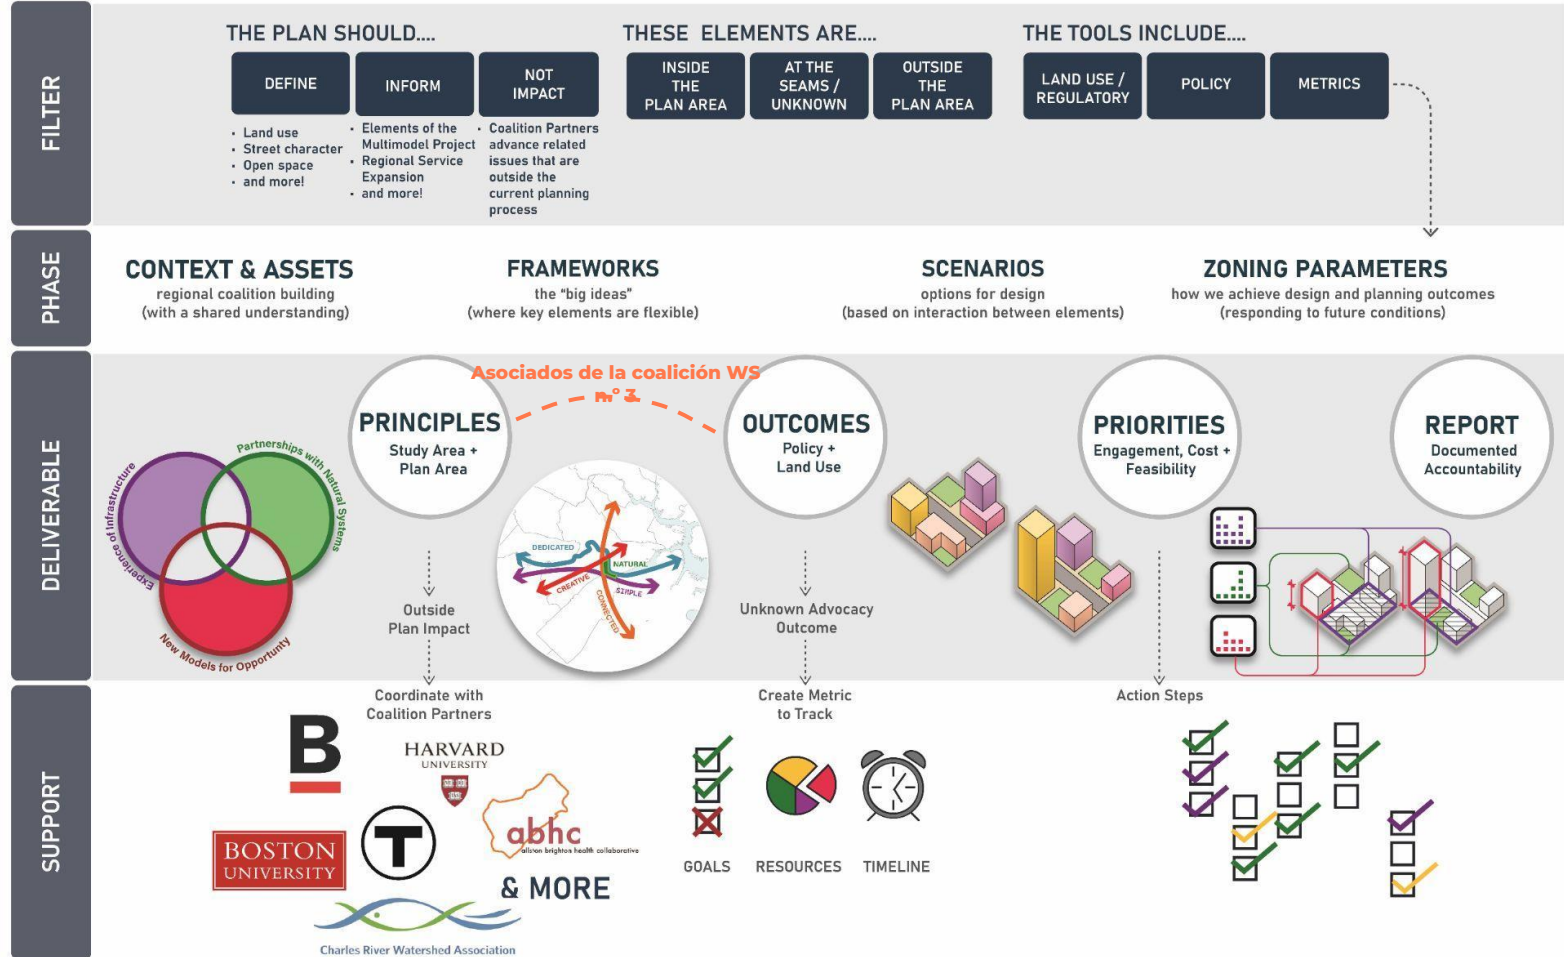 FILTER
THE PLAN SHOULD....
DEFINE
• Land use
• Street character
• Open space
• and more!
INFORM
• Elements of the
Multimodel Project
• Regional Service
Expansion
• and more!
NOT
IMPACT
• Coalition Partners
advance related
issues that are
outside the
current planning
process
THESE ELEMENTS ARE....
INSIDE
THE
PLAN AREA
AT THE
SEAMS /
UNKNOWN
OUTSIDE
THE
PLAN AREA
THE TOOLS INCLUDE....
LAND USE /
REGULATORY
POLICY
METRICS
PHASE
CONTEXT & ASSETS
regional coalition building
(with a shared understanding)
FRAMEWORKS
the “big ideas”
(where key elements are flexible)
SCENARIOS
options for design
(based on interaction between elements)
ZONING PARAMETERS
how we achieve design and planning outcomes
(responding to future conditions)
DELIVERABLE
Experience of Infrastructure
Partnerships with Natural Systems
New Models for Opportunity
PRINCIPLES
Study Area +
Plan Area
Asociados de la coalición WS
nº 3
OUTCOMES
Policy +
Land Use
PRIORITIES
Engagement, Cost +
Feasibility
REPORT
Documented
Accountability
DEDICATED
NATURAL
CREATIVE
SIMPLE
CONNECTED
Outside
Plan Impact
Unknown Advocacy
Outcome
SUPPORT
Coordinate with
Coalition Partners
Create Metric
to Track
Action Steps
B
HARVARD
UNIVERSITY
BOSTON
UNIVERSITY
T
abhc
allston brighton health collaborative
& MORE
Charles River Watershed Association
GOALS
RESOURCES
TIMELINE